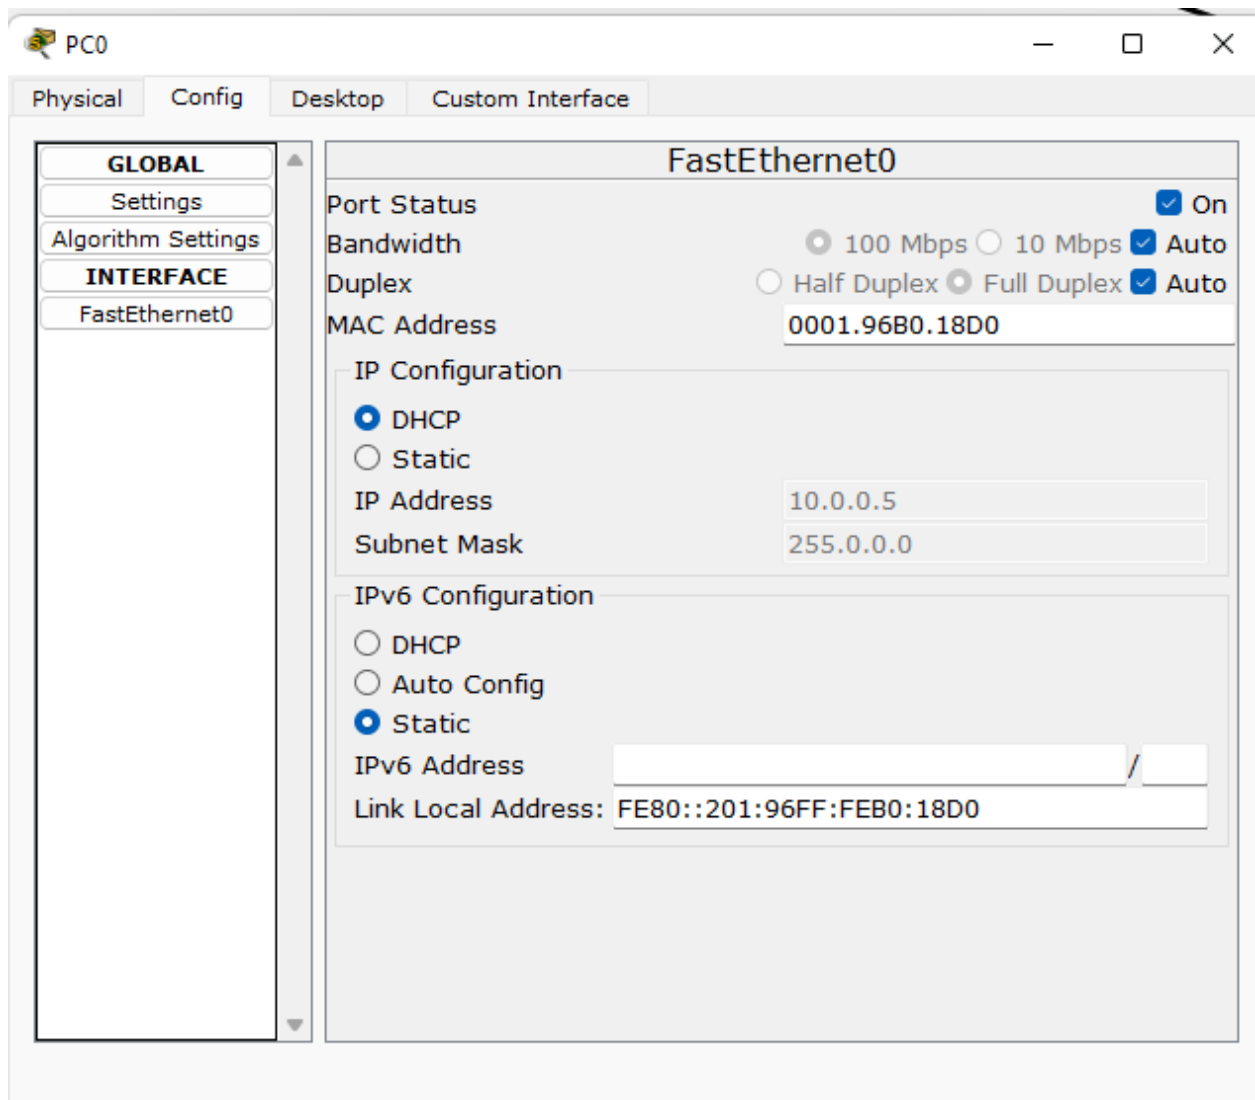 PC0
Physical Config Desktop Custom Interface
GLOBAL
Settings
Algorithm Settings
INTERFACE
FastEthernet0
FastEthernet0
Port Status On
Bandwidth 100 Mbps 10 Mbps Auto
Duplex Half Duplex Full Duplex Auto
MAC Address 0001.96B0.18D0
IP Configuration
DHCP
Static
IP Address 10.0.0.5
Subnet Mask 255.0.0.0
IPv6 Configuration
DHCP
Auto Config
Static
IPv6 Address /
Link Local Address: FE80::201:96FF:FEB0:18D0